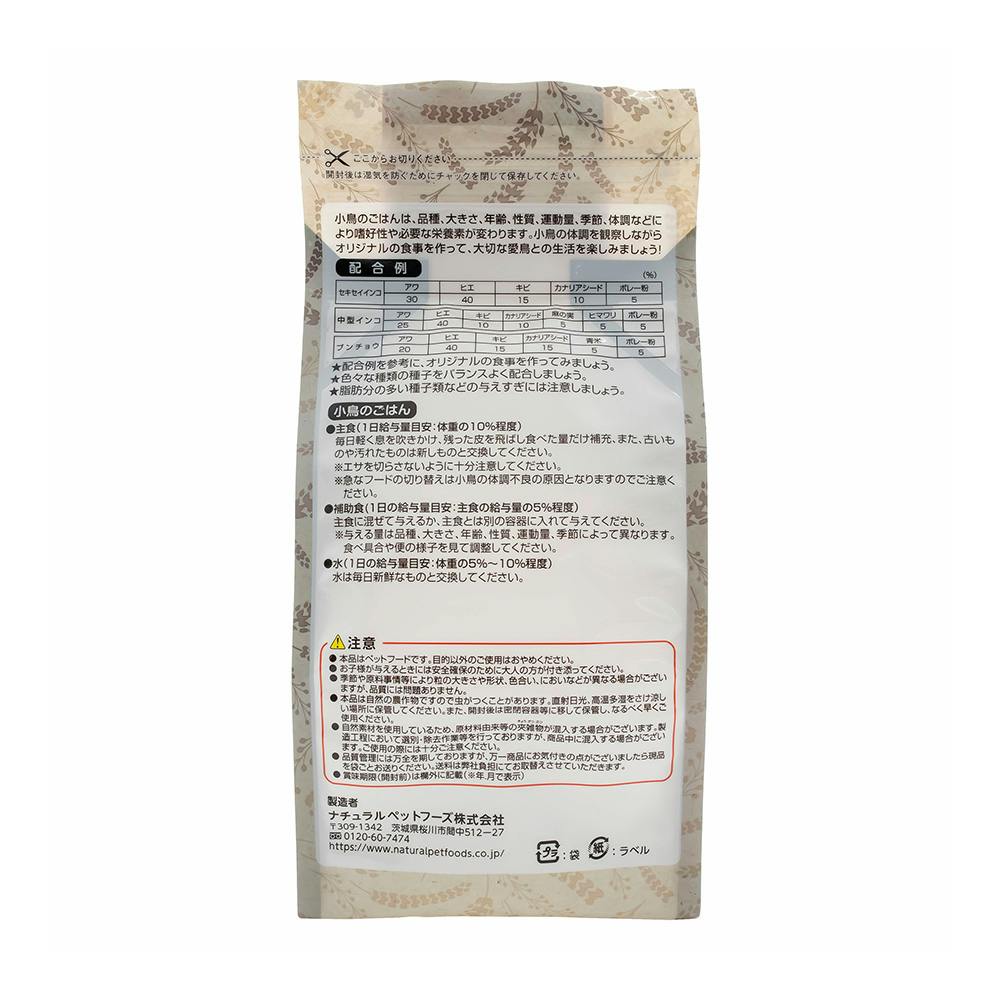 ここからお切りください
開封後は湿気を防ぐためにチャックを閉じて保存してください。
小鳥のごはんは、品種、大きさ、年齢、性質、運動量、季節、体調などに
より嗜好性や必要な栄養素が変わります。小鳥の体調を観察しながら
オリジナルの食事を作って、大切な愛鳥との生活を楽しみましょう!
配合例 (%)
セキセイインコ アワ ヒエ キビ カナリアシード ボレー粉
30 40 15 10 5
中型インコ アワ ヒエ キビ カナリアシード 麻の実 ヒマワリ ボレー粉
25 40 10 10 5 5 5
ブンチョウ アワ ヒエ キビ カナリアシード 青米 ボレー粉
20 40 15 15 5 5
★配合例を参考に、オリジナルの食事を作ってみましょう。
★色々な種類の種子をバランスよく配合しましょう。
★脂肪分の多い種子類などの与えすぎには注意しましょう。
小鳥のごはん
●主食(1日給与量目安:体重の10%程度)
毎日軽く息を吹きかけ、残った皮を飛ばし食べた量だけ補充、また、古いも
のや汚れたものは新しものと交換してください。
※エサを切らさないように十分注意してください。
※急なフードの切り替えは小鳥の体調不良の原因となりますのでご注意く
ださい。
●補助食(1日の給与量目安:主食の給与量の5%程度)
主食に混ぜて与えるか、主食とは別の容器に入れて与えてください。
※与える量は品種、大きさ、年齢、性質、運動量、季節によって異なります。
食べ具合や便の様子を見て調整してください。
●水(1日の給与量目安:体重の5%〜10%程度)
水は毎日新鮮なものと交換してください。
注意
●本品はペットフードです。目的以外のご使用はおやめください。
●お子様が与えるときには安全確保のために大人の方が付き添ってください。
●季節や原料事情等により粒の大きさや形状、色合い、においなどが異なる場合がござい
ますが、品質には問題ありません。
●本品は自然の農作物ですので虫がつくことがあります。直射日光、高温多湿をさけ涼し
い場所に保管してください。また、開封後は密閉容器等に移して保管し、なるべく早くご
使用ください。
●自然素材を使用しているため、原材料由来等の夾雑物が混入する場合がございます。製
造工程において選別・除去作業等を行っておりますが、商品中に混入する場合がござい
ます。ご使用の際には十分ご注意ください。
●品質管理には万全を期しておりますが、万一商品にお気付きの点がございましたら現品
を袋ごとお送りください。送料は弊社負担にてお取替えさせていただきます。
●賞味期限(開封前)は欄外に記載(※年.月で表示)
製造者
ナチュラルペットフーズ株式会社
〒309-1342 茨城県桜川市間中512-27
0120-60-7474
https://www.naturalpetfoods.co.jp/
プラ:袋 紙:ラベル